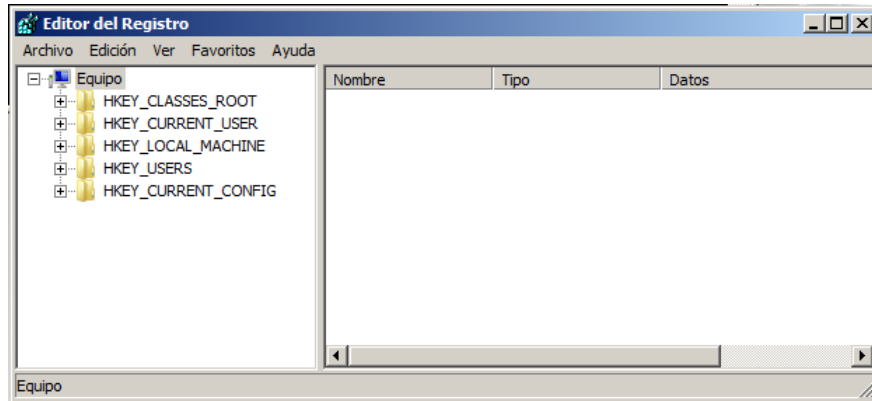 Editor del Registro
Archivo Edición Ver Favoritos Ayuda
Equipo
HKEY_CLASSES_ROOT
HKEY_CURRENT_USER
HKEY_LOCAL_MACHINE
HKEY_USERS
HKEY_CURRENT_CONFIG
Nombre Tipo Datos
Equipo